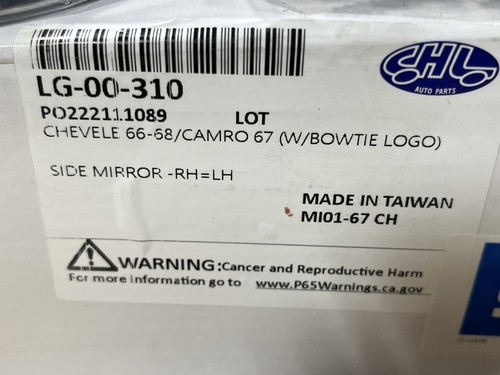 CHL
AUTO PARTS
LG-00-310
PO222111089 LOT
CHEVELE 66-68/CAMRO 67 (W/BOWTIE LOGO)
SIDE MIRROR -RH=LH
MADE IN TAIWAN
MI01-67 CH
WARNING:Cancer and Reproductive Harm
For more information go to www.P65Warnings.ca.gov